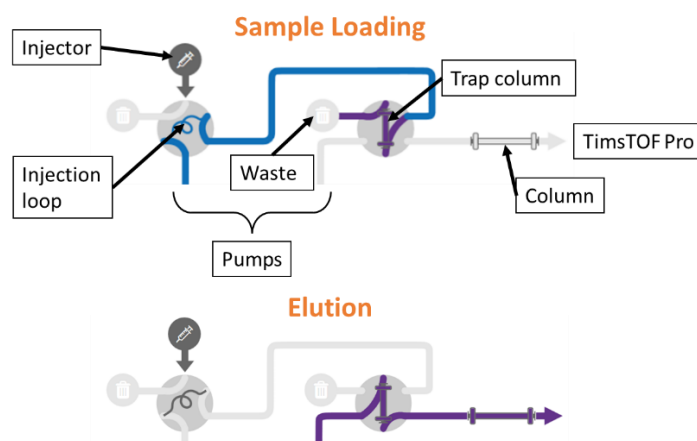 Sample Loading
Injector
Trap column
TimsTOF Pro
Injection
loop
Waste
Column
Pumps
Elution